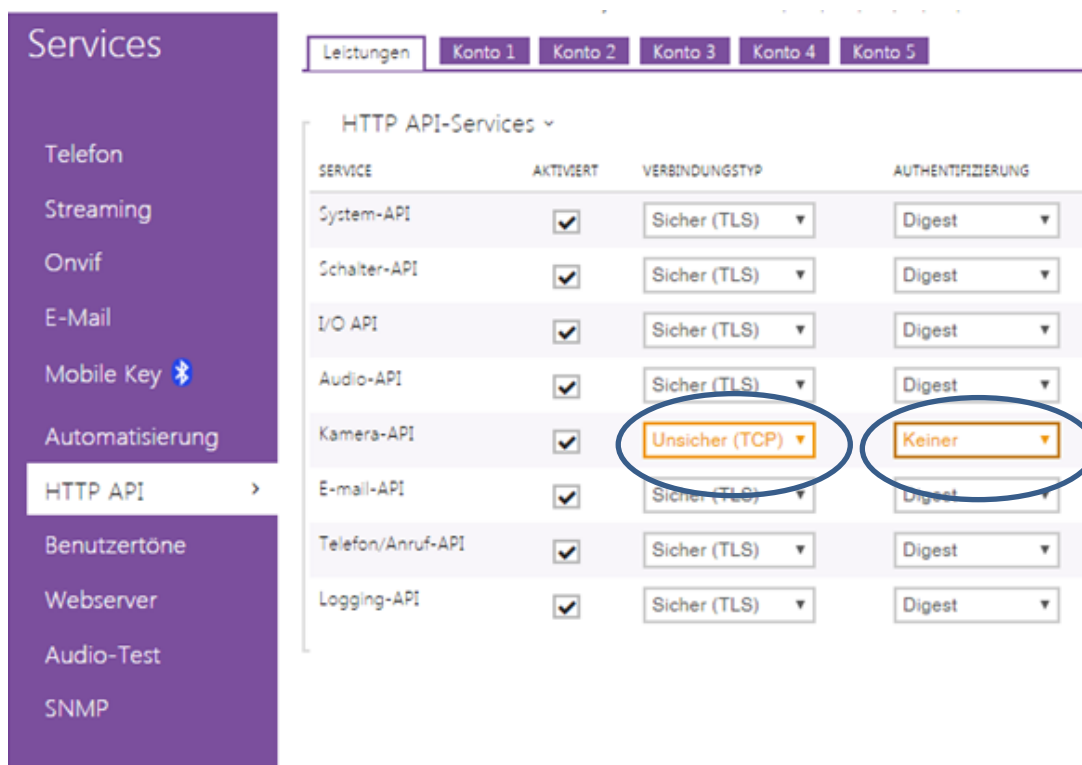 Services
Telefon
Streaming
Onvif
E-Mail
Mobile Key
Automatisierung
HTTP API >
Benutzertöne
Webserver
Audio-Test
SNMP
Leistungen Konto 1 Konto 2 Konto 3 Konto 4 Konto 5
HTTP API-Services
SERVICE AKTIVIERT VERBINDUNGSTYP AUTHENTIFIZIERUNG
System-API Sicher (TLS) Digest
Schalter-API Sicher (TLS) Digest
I/O API Sicher (TLS) Digest
Audio-API Sicher (TLS) Digest
Kamera-API Unsicher (TCP) Keiner
E-mail-API Sicher (TLS) Digest
Telefon/Anruf-API Sicher (TLS) Digest
Logging-API Sicher (TLS) Digest